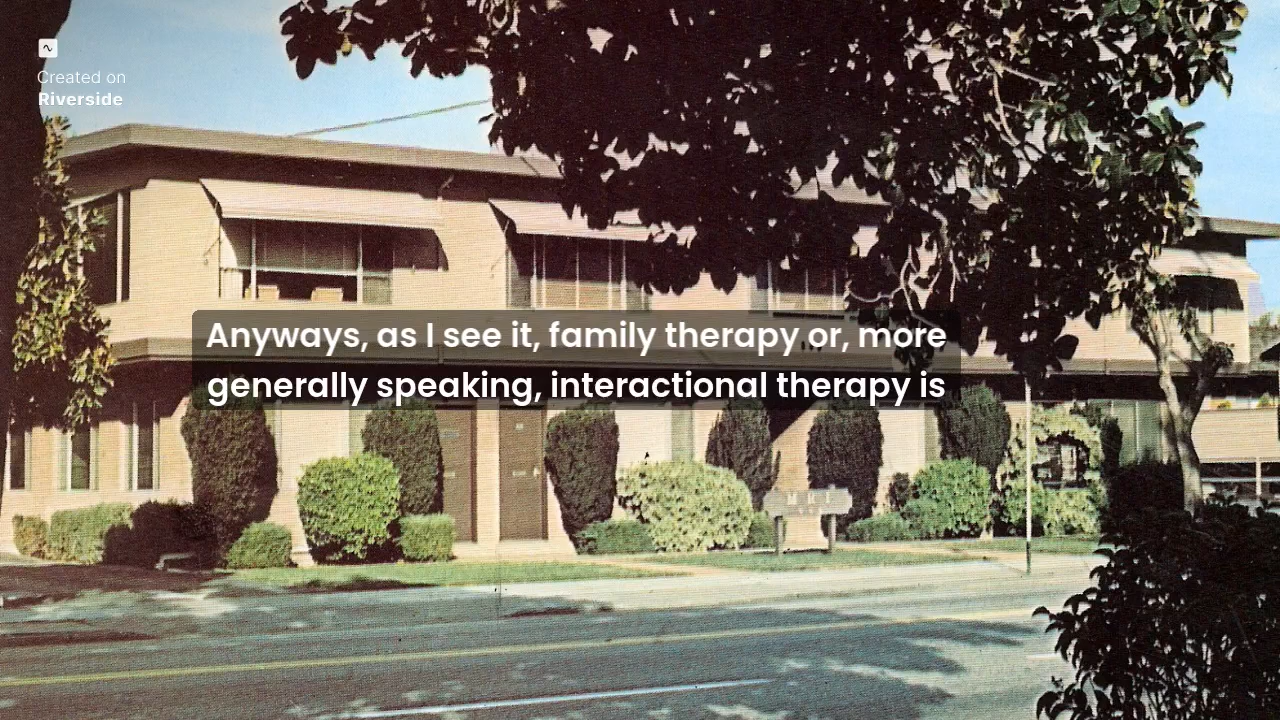 Created on
Riverside
Anyways, as I see it, family therapy or, more
generally speaking, interactional therapy is